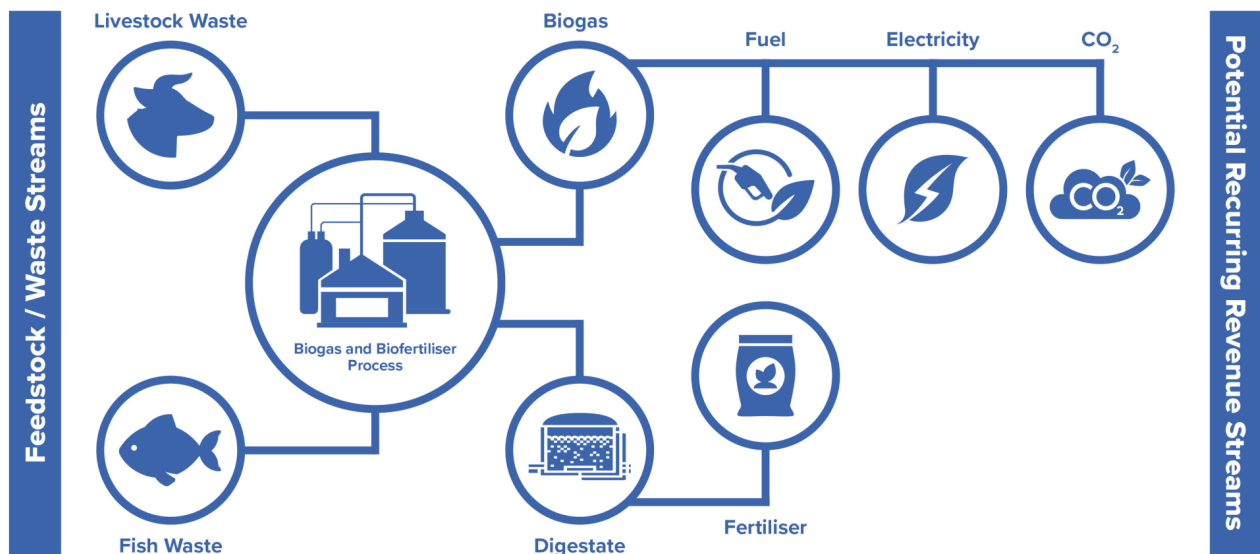 Feedstock / Waste Streams
Livestock Waste
Biogas
Fuel
Electricity
CO₂
CO₂
Biogas and Biofertiliser
Process
Fish Waste
Digestate
Fertiliser
Potential Recurring Revenue Streams